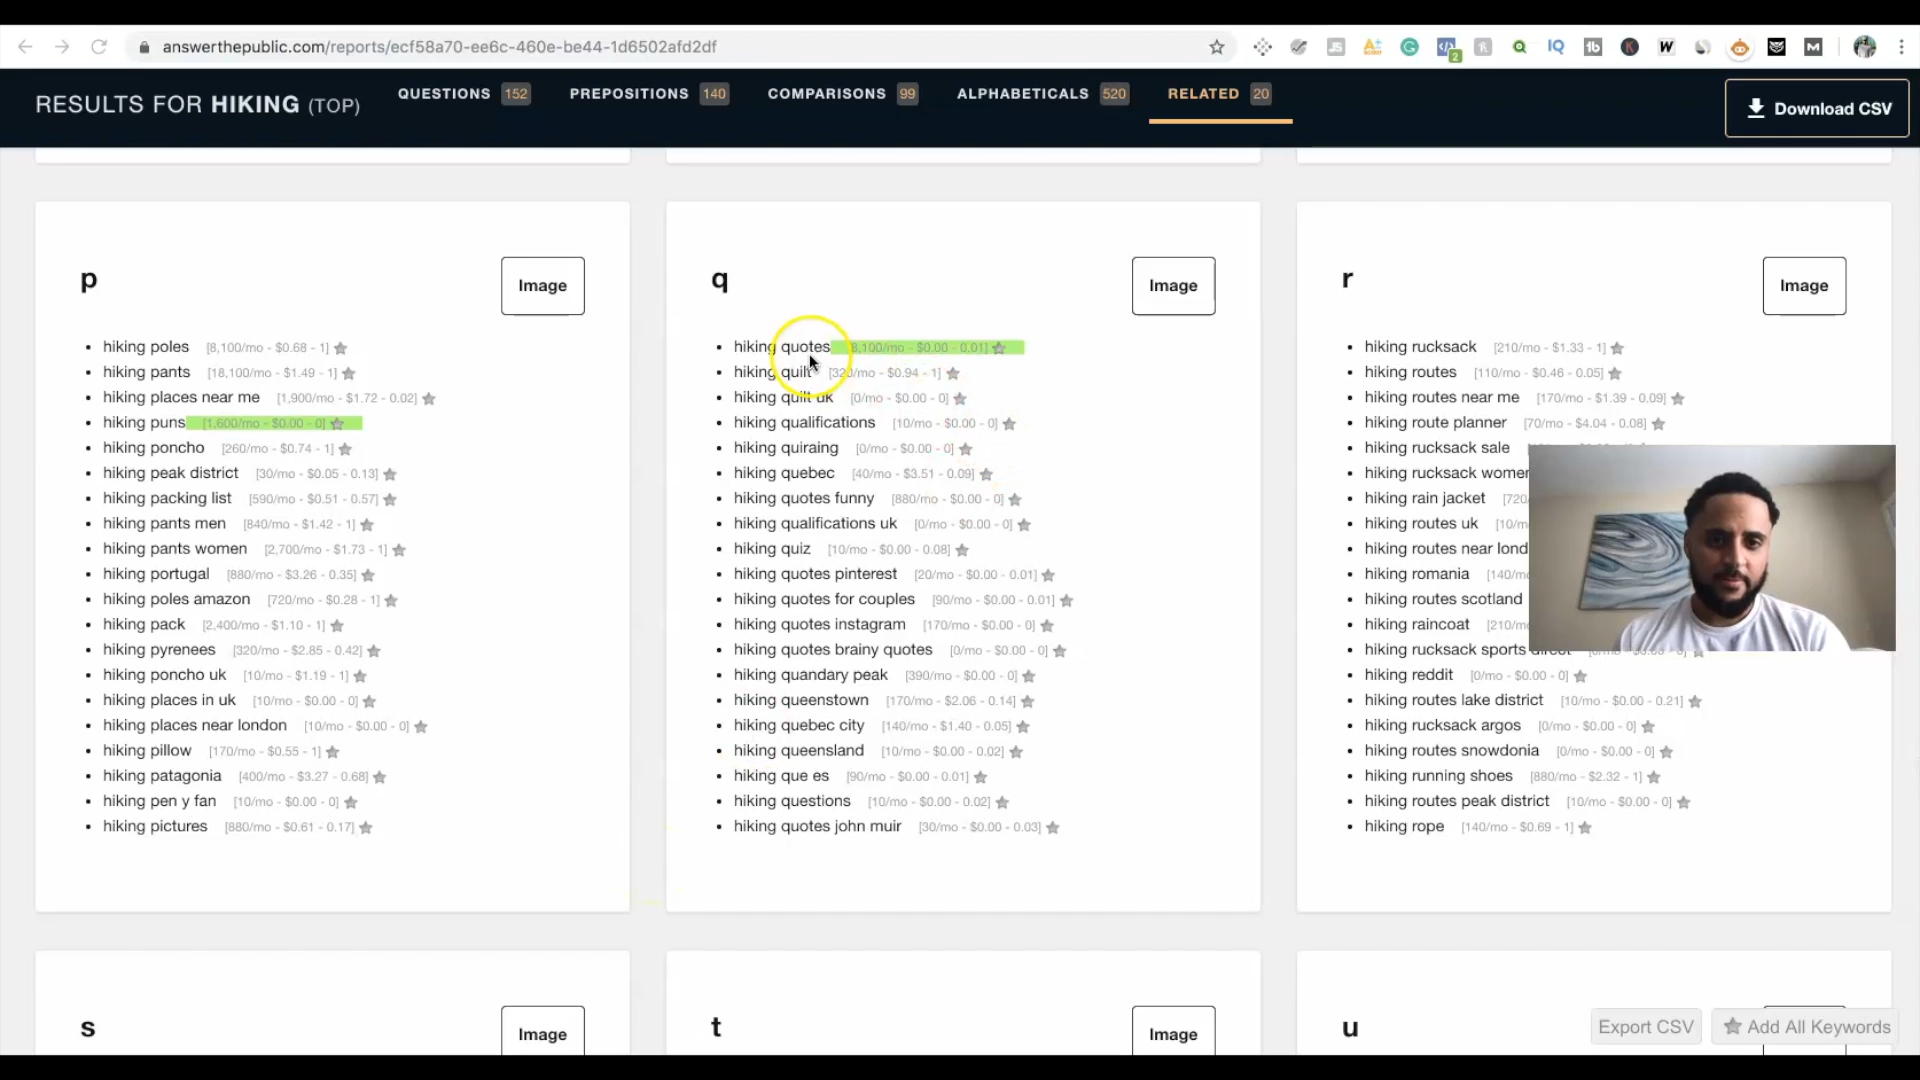 answerthepublic.com/reports/ecf58a70-ee6c-460e-be44-1d6502afd2df
RESULTS FOR HIKING (TOP)
QUESTIONS 152
PREPOSITIONS 140
COMPARISONS 99
ALPHABETICALS 520
RELATED 20
Download CSV
p
Image
hiking poles [8,100/mo - $0.68 - 1]
hiking pants [18,100/mo - $1.49 - 1]
hiking places near me [1,900/mo - $1.72 - 0.02]
hiking puns [1,600/mo - $0.00 - 0]
hiking poncho [260/mo - $0.74 - 1]
hiking peak district [30/mo - $0.05 - 0.13]
hiking packing list [590/mo - $0.51 - 0.57]
hiking pants men [840/mo - $1.42 - 1]
hiking pants women [2,700/mo - $1.73 - 1]
hiking portugal [880/mo - $3.26 - 0.35]
hiking poles amazon [720/mo - $0.28 - 1]
hiking pack [2,400/mo - $1.10 - 1]
hiking pyrenees [320/mo - $2.85 - 0.42]
hiking poncho uk [10/mo - $1.19 - 1]
hiking places in uk [10/mo - $0.00 - 0]
hiking places near london [10/mo - $0.00 - 0]
hiking pillow [170/mo - $0.55 - 1]
hiking patagonia [400/mo - $3.27 - 0.68]
hiking pen y fan [10/mo - $0.00 - 0]
hiking pictures [880/mo - $0.61 - 0.17]
q
Image
hiking quotes [8,100/mo - $0.00 - 0.01]
hiking quilt [320/mo - $0.94 - 1]
hiking quilt uk [0/mo - $0.00 - 0]
hiking qualifications [10/mo - $0.00 - 0]
hiking quiraing [0/mo - $0.00 - 0]
hiking quebec [40/mo - $3.51 - 0.09]
hiking quotes funny [880/mo - $0.00 - 0]
hiking qualifications uk [0/mo - $0.00 - 0]
hiking quiz [10/mo - $0.00 - 0.08]
hiking quotes pinterest [20/mo - $0.00 - 0.01]
hiking quotes for couples [90/mo - $0.00 - 0.01]
hiking quotes instagram [170/mo - $0.00 - 0]
hiking quotes brainy quotes [0/mo - $0.00 - 0]
hiking quandary peak [390/mo - $0.00 - 0]
hiking queenstown [170/mo - $2.06 - 0.14]
hiking quebec city [140/mo - $1.40 - 0.05]
hiking queensland [10/mo - $0.00 - 0.02]
hiking que es [90/mo - $0.00 - 0.01]
hiking questions [10/mo - $0.00 - 0.02]
hiking quotes john muir [30/mo - $0.00 - 0.03]
r
Image
hiking rucksack [210/mo - $1.33 - 1]
hiking routes [110/mo - $0.46 - 0.05]
hiking routes near me [170/mo - $1.39 - 0.09]
hiking route planner [70/mo - $4.04 - 0.08]
hiking rucksack sale
hiking rucksack
hiking rain jacket [720
hiking routes uk [10/m
hiking routes near
hiking romania [140/m
hiking routes scotland
hiking raincoat [210/m
hiking rucksack sports
hiking reddit [0/mo - $0.00 - 0]
hiking routes lake district [10/mo - $0.00 - 0.21]
hiking rucksack argos [0/mo - $0.00 - 0]
hiking routes snowdonia [0/mo - $0.00 - 0]
hiking running shoes [880/mo - $2.32 - 1]
hiking routes peak district [10/mo - $0.00 - 0]
hiking rope [140/mo - $0.69 - 1]
s
Image
t
Image
u
Export CSV
Add All Keywords